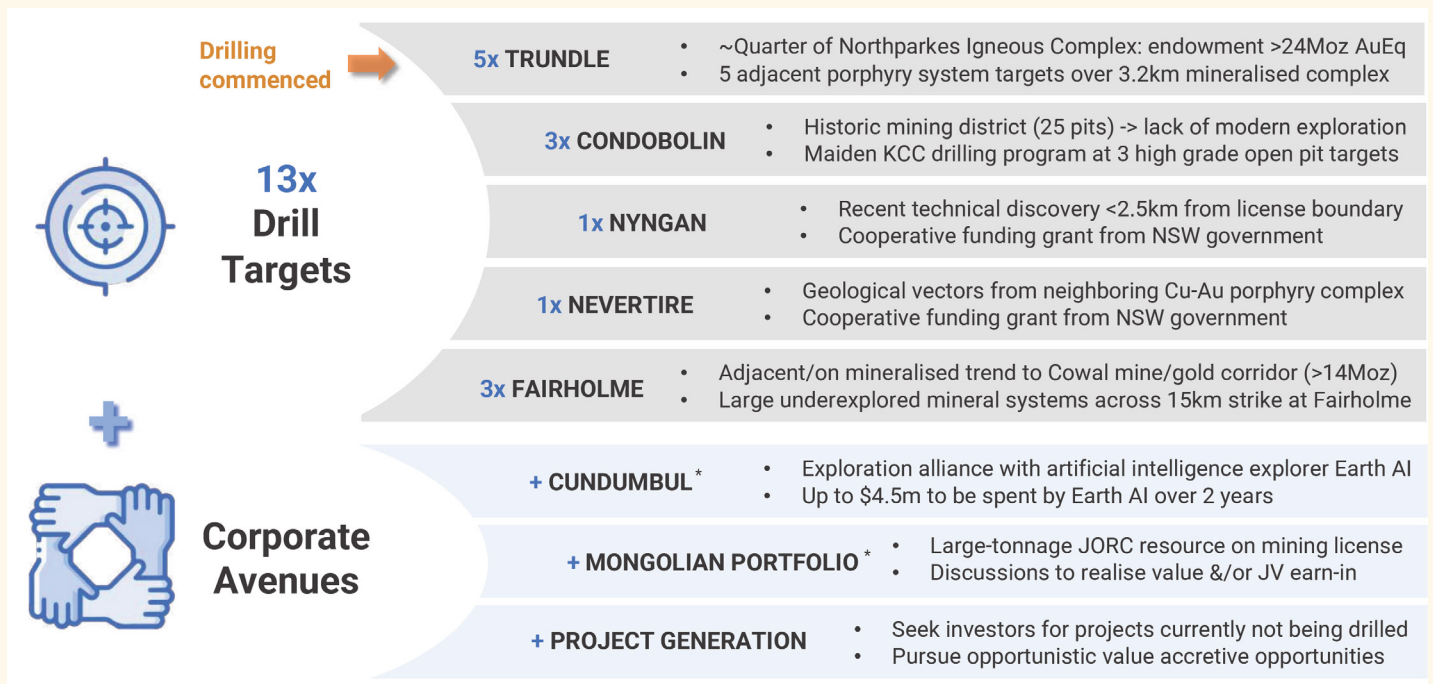 Drilling
commenced
13x
Drill
Targets
5x TRUNDLE
• ~Quarter of Northparkes Igneous Complex: endowment >24Moz AuEq
• 5 adjacent porphyry system targets over 3.2km mineralised complex
3x CONDOBOLIN
• Historic mining district (25 pits) -> lack of modern exploration
• Maiden KCC drilling program at 3 high grade open pit targets
1x NYNGAN
• Recent technical discovery <2.5km from license boundary
• Cooperative funding grant from NSW government
1x NEVERTIRE
• Geological vectors from neighboring Cu-Au porphyry complex
• Cooperative funding grant from NSW government
3x FAIRHOLME
• Adjacent/on mineralised trend to Cowal mine/gold corridor (>14Moz)
• Large underexplored mineral systems across 15km strike at Fairholme
+
Corporate
Avenues
+ CUNDUMBUL*
• Exploration alliance with artificial intelligence explorer Earth AI
• Up to $4.5m to be spent by Earth AI over 2 years
+ MONGOLIAN PORTFOLIO*
• Large-tonnage JORC resource on mining license
• Discussions to realise value &/or JV earn-in
+ PROJECT GENERATION
• Seek investors for projects currently not being drilled
• Pursue opportunistic value accretive opportunities